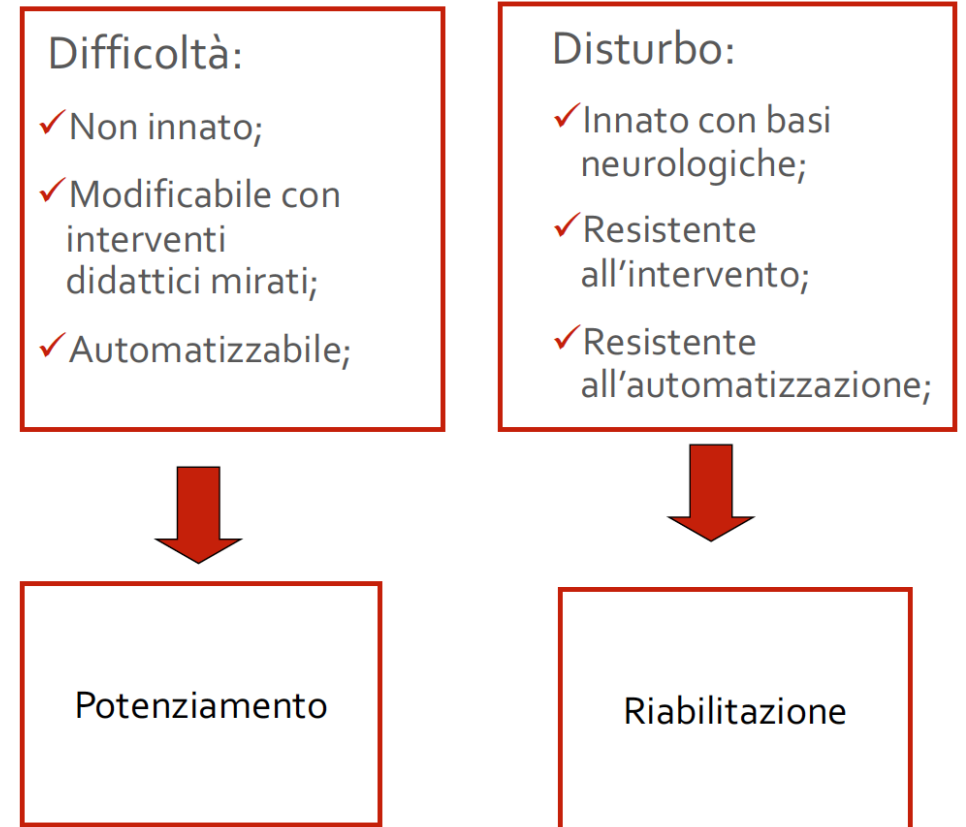 Difficoltà:
Non innato;
Modificabile con
interventi
didattici mirati;
Automatizzabile;
Disturbo:
Innato con basi
neurologiche;
Resistente
all’intervento;
Resistente
all’automatizzazione;
Potenziamento
Riabilitazione